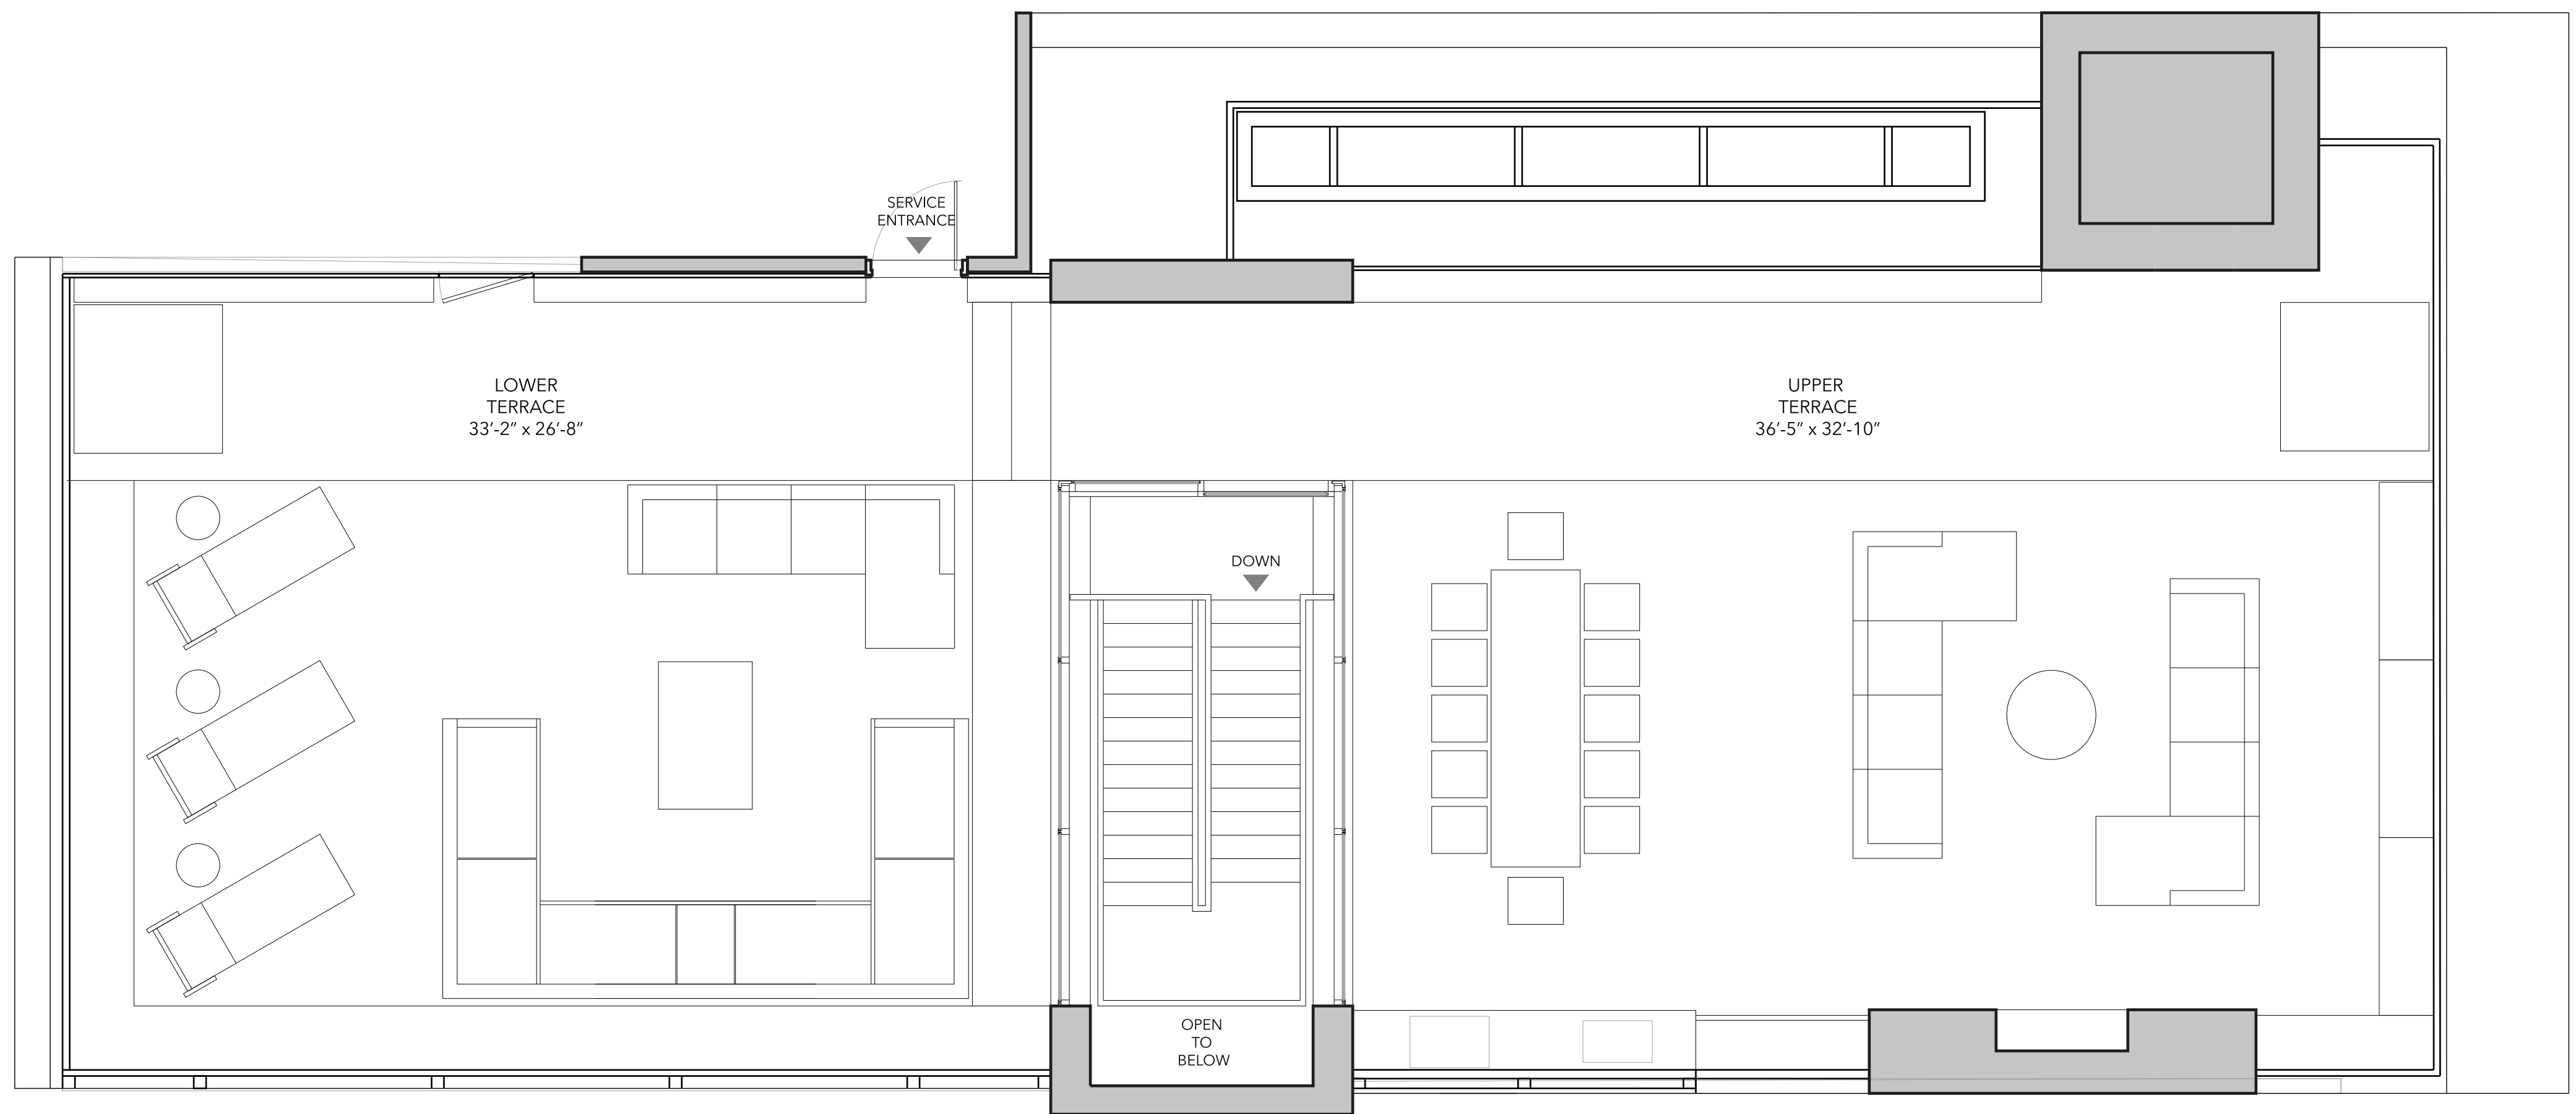 SERVICE
ENTRANCE
LOWER
TERRACE
33’-2” x 26’-8”
UPPER
TERRACE
36’-5” x 32’-10”
DOWN
OPEN
TO
BELOW